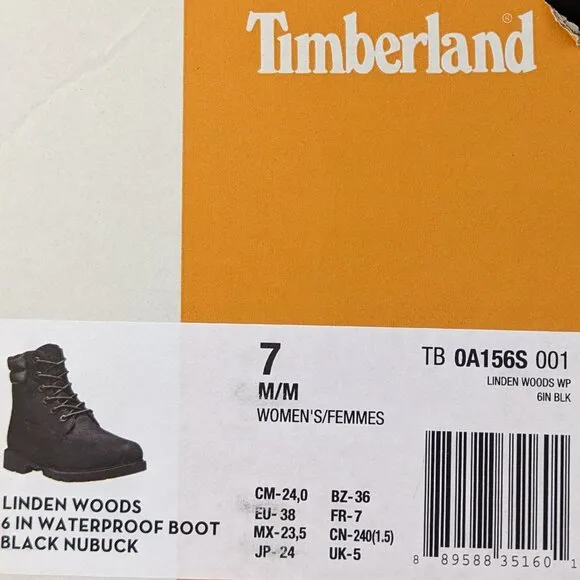 Timberland®
7
M/M
WOMEN'S/FEMMES
TB 0A156S 001
LINDEN WOODS WP
6IN BLK
LINDEN WOODS
6 IN WATERPROOF BOOT
BLACK NUBUCK
CM-24,0 BZ-36
EU-38 FR-7
MX-23,5 CN-240(1.5)
JP-24 UK-5
8 89588 35160 1